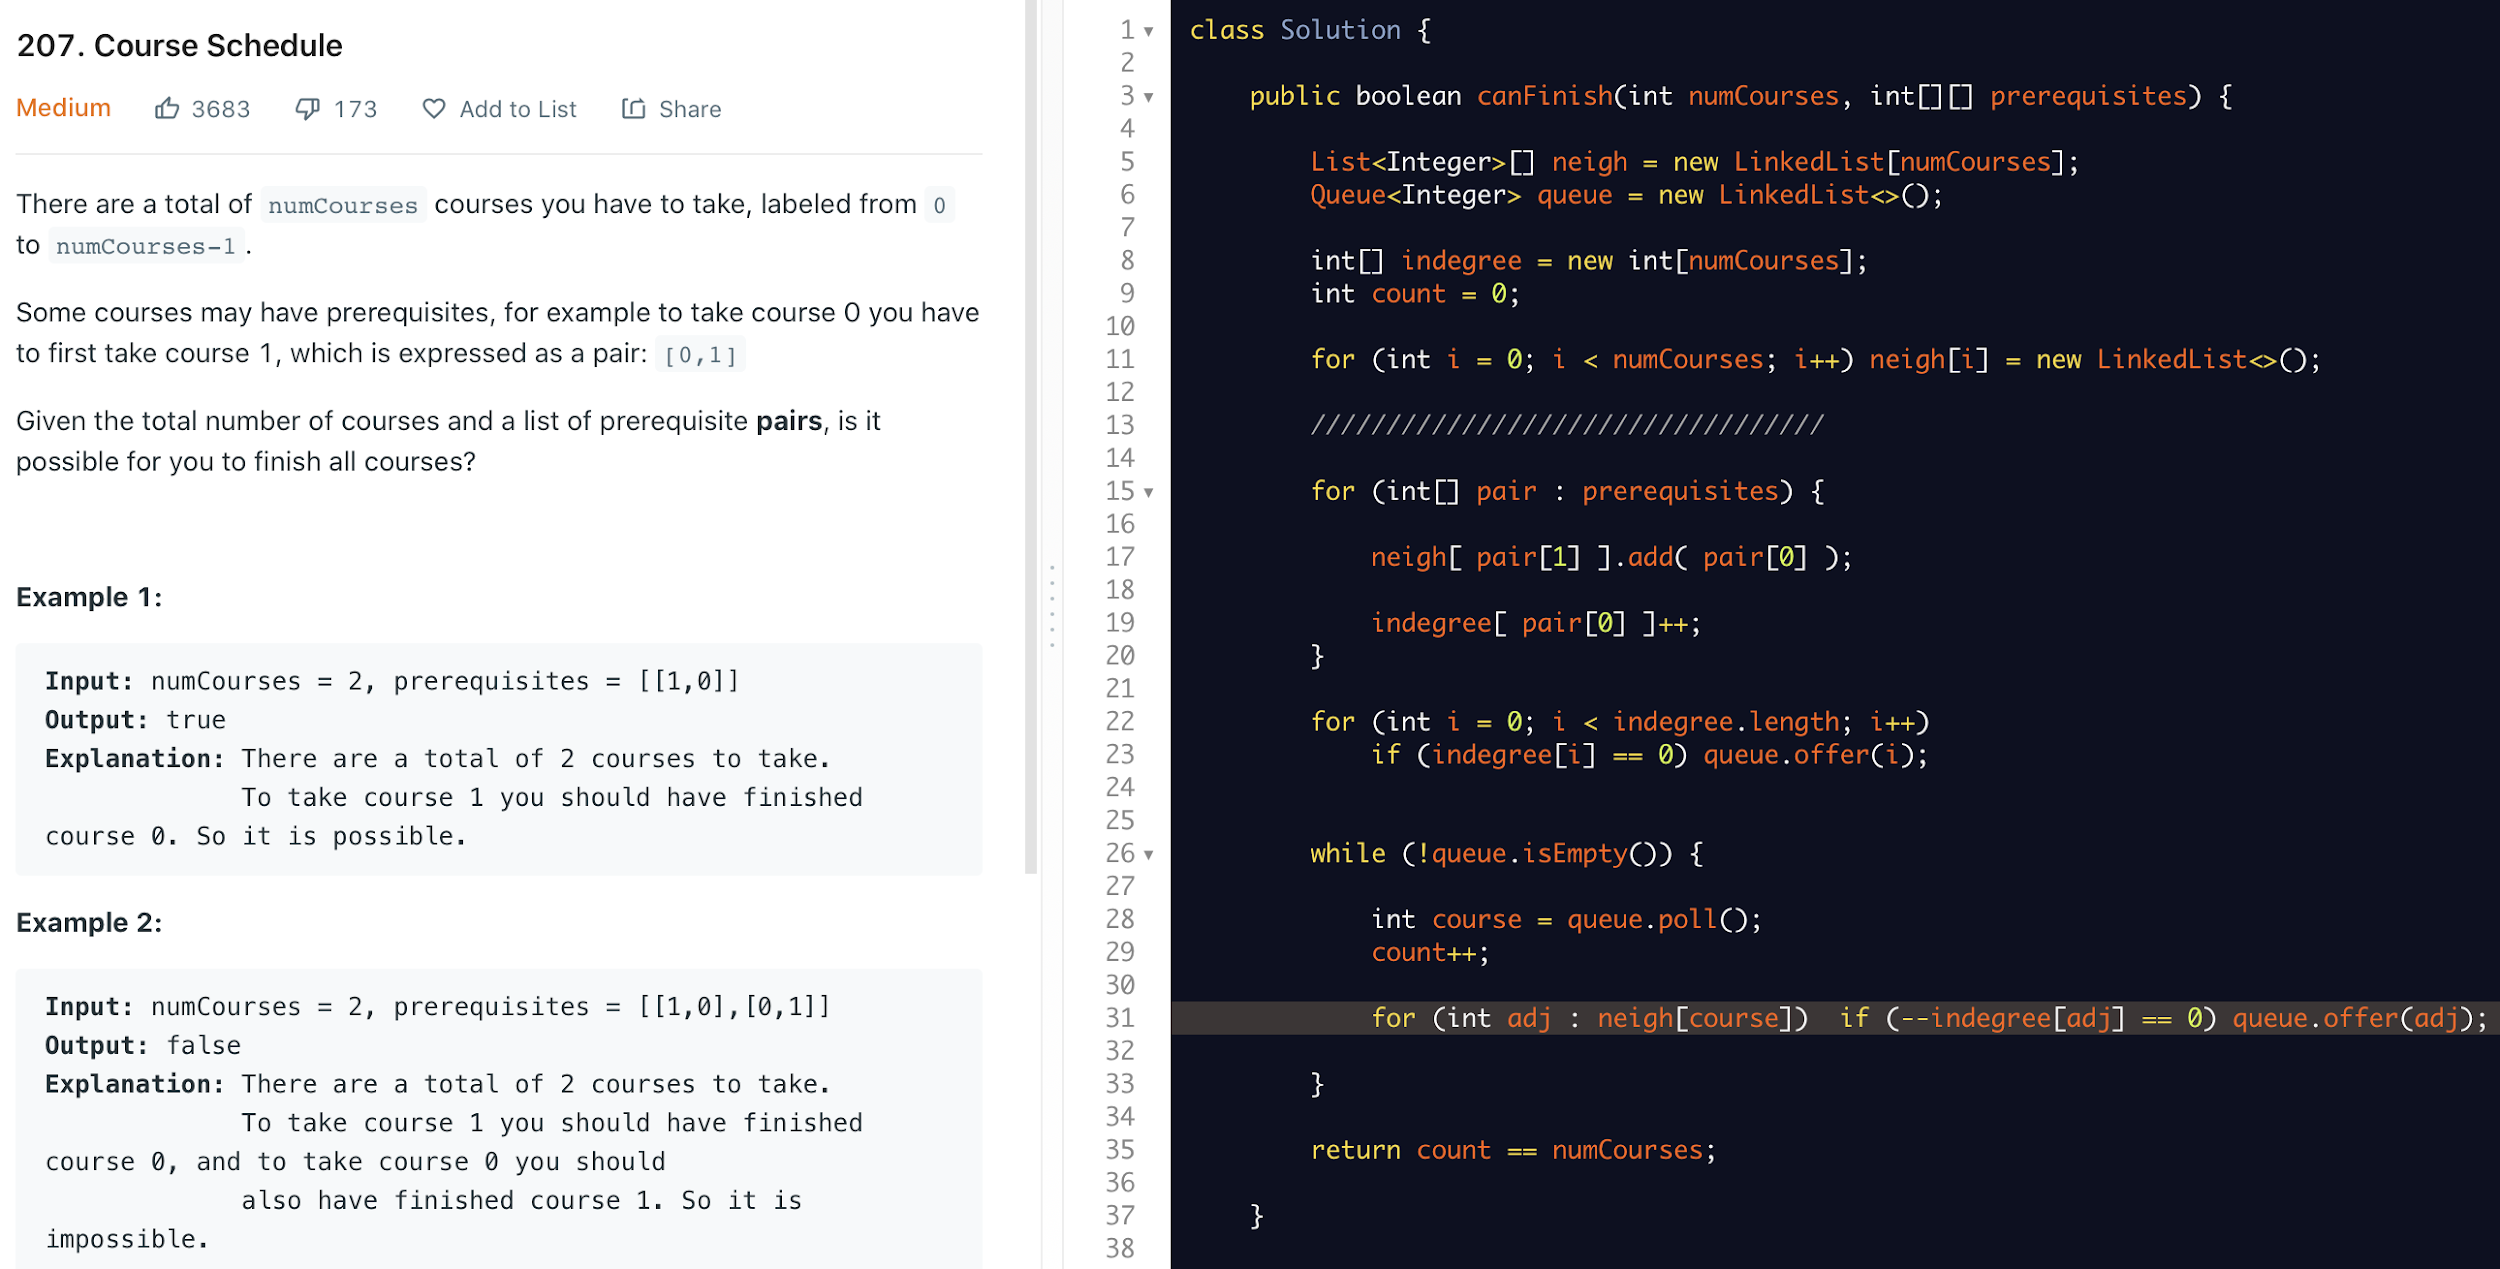 207. Course Schedule
Medium 3683 173 Add to List Share
There are a total of numCourses courses you have to take, labeled from 0
to numCourses-1 .
Some courses may have prerequisites, for example to take course 0 you have
to first take course 1, which is expressed as a pair: [0,1]
Given the total number of courses and a list of prerequisite pairs, is it
possible for you to finish all courses?
Example 1:
Input: numCourses = 2, prerequisites = [[1,0]]
Output: true
Explanation: There are a total of 2 courses to take.
To take course 1 you should have finished
course 0. So it is possible.
Example 2:
Input: numCourses = 2, prerequisites = [[1,0],[0,1]]
Output: false
Explanation: There are a total of 2 courses to take.
To take course 1 you should have finished
course 0, and to take course 0 you should
also have finished course 1. So it is
impossible.
1 class Solution {
2
3 public boolean canFinish(int numCourses, int[][] prerequisites) {
4
5 List<Integer>[] neigh = new LinkedList[numCourses];
6 Queue<Integer> queue = new LinkedList<>();
7
8 int[] indegree = new int[numCourses];
9 int count = 0;
10
11 for (int i = 0; i < numCourses; i++) neigh[i] = new LinkedList<>();
12
13 //////////////////////////////////
14
15 for (int[] pair : prerequisites) {
16
17 neigh[ pair[1] ].add( pair[0] );
18
19 indegree[ pair[0] ]++;
20 }
21
22 for (int i = 0; i < indegree.length; i++)
23 if (indegree[i] == 0) queue.offer(i);
24
25
26 while (!queue.isEmpty()) {
27
28 int course = queue.poll();
29 count++;
30
31 for (int adj : neigh[course]) if (--indegree[adj] == 0) queue.offer(adj);
32
33 }
34
35 return count == numCourses;
36
37 }
38